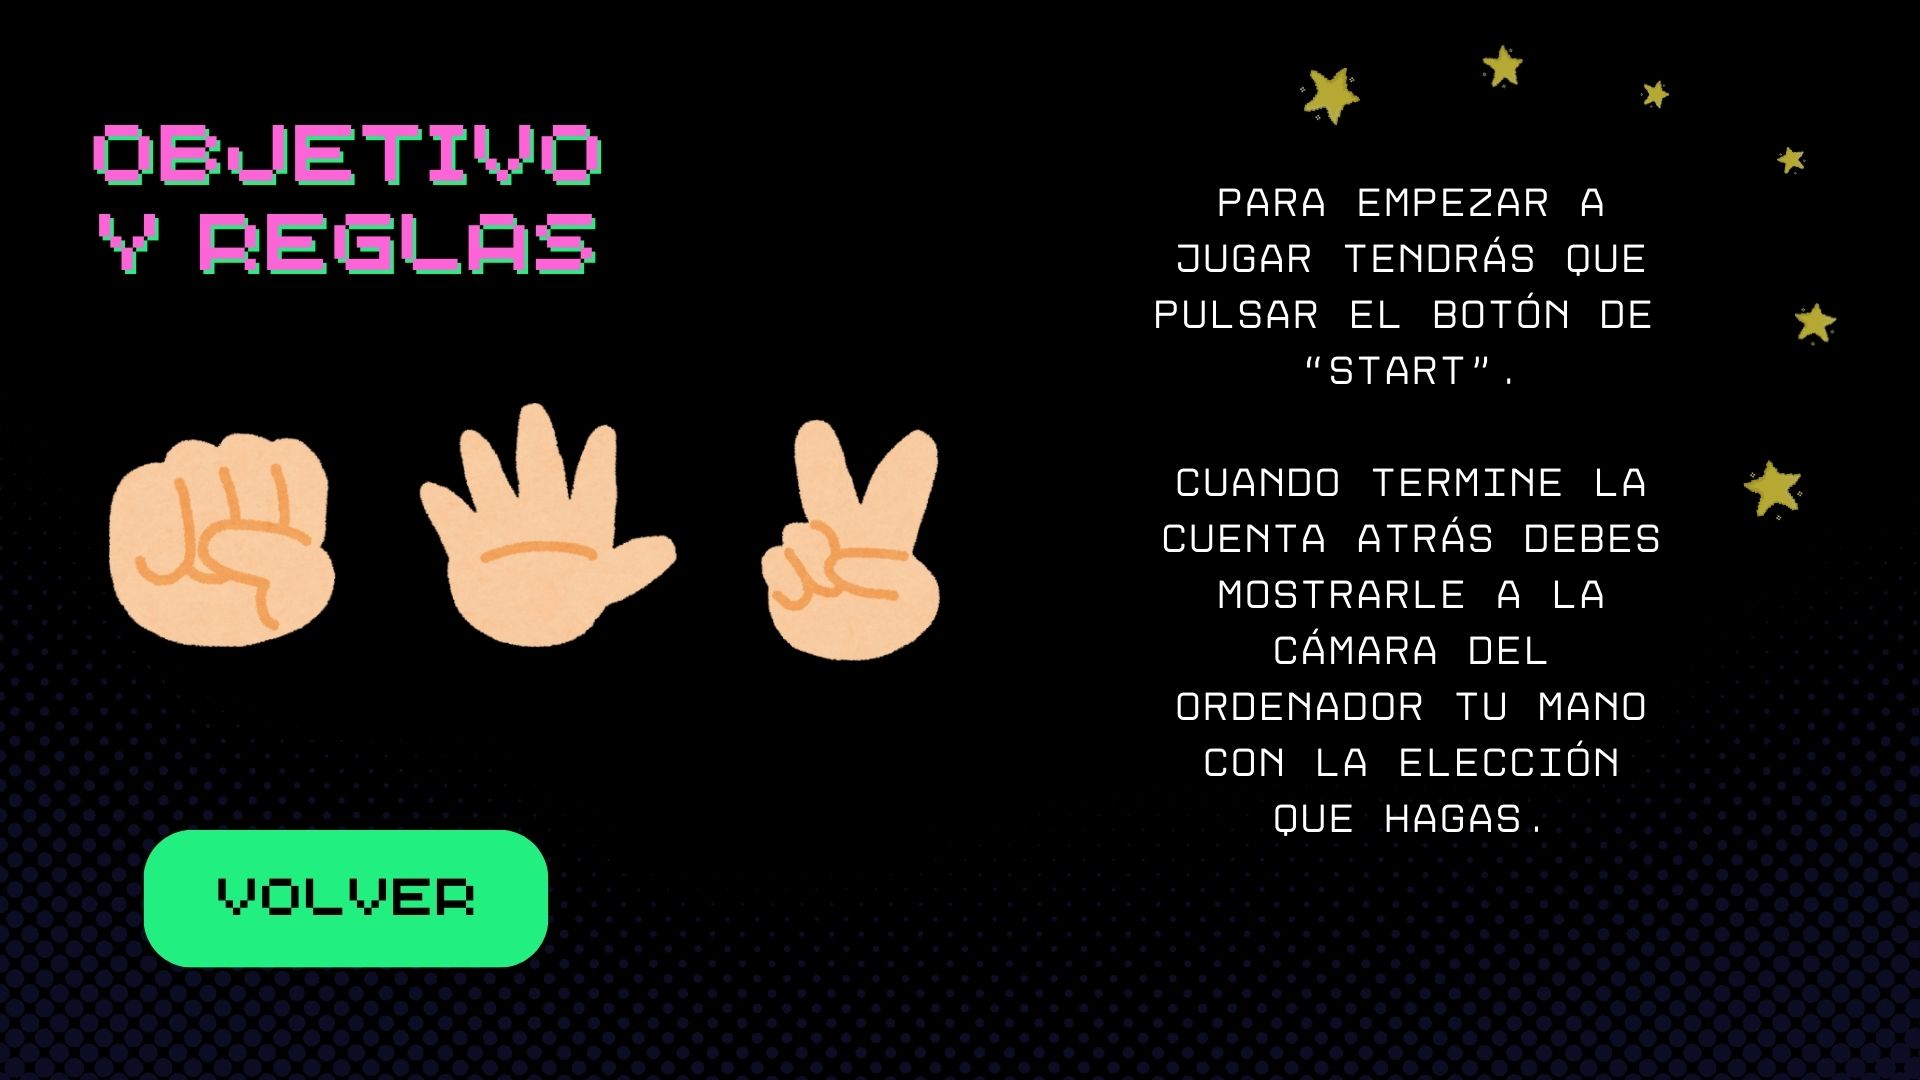 OBJETIVO
Y REGLAS
PARA EMPEZAR A
JUGAR TENDRÁS QUE
PULSAR EL BOTÓN DE
“START”.
CUANDO TERMINE LA
CUENTA ATRÁS DEBES
MOSTRARLE A LA
CÁMARA DEL
ORDENADOR TU MANO
CON LA ELECCIÓN
QUE HAGAS.
VOLVER